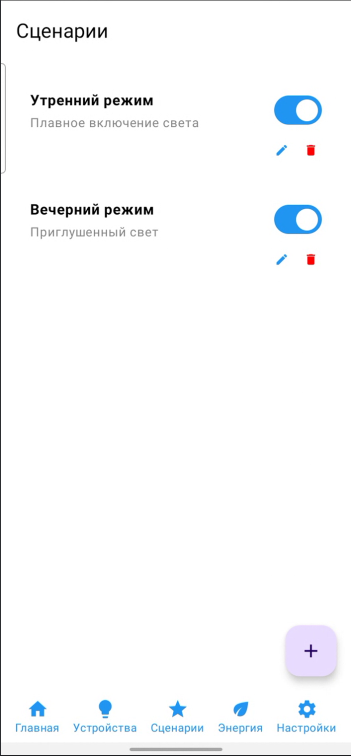 Сценарии
Утренний режим
Плавное включение света
Вечерний режим
Приглушенный свет
Главная Устройства Сценарии Энергия Настройки